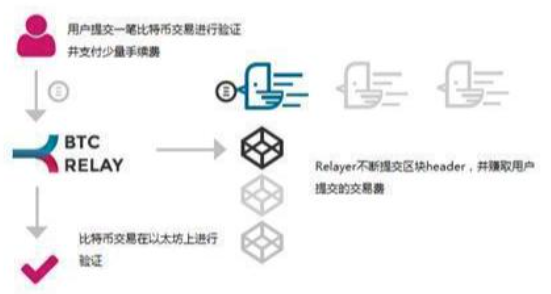 用户提交一笔比特币交易进行验证
并支付少量手续费
BTC
RELAY
Relayer不断提交区块header，并赚取用户
提交的交易费
比特币交易在以太坊上进行
验证